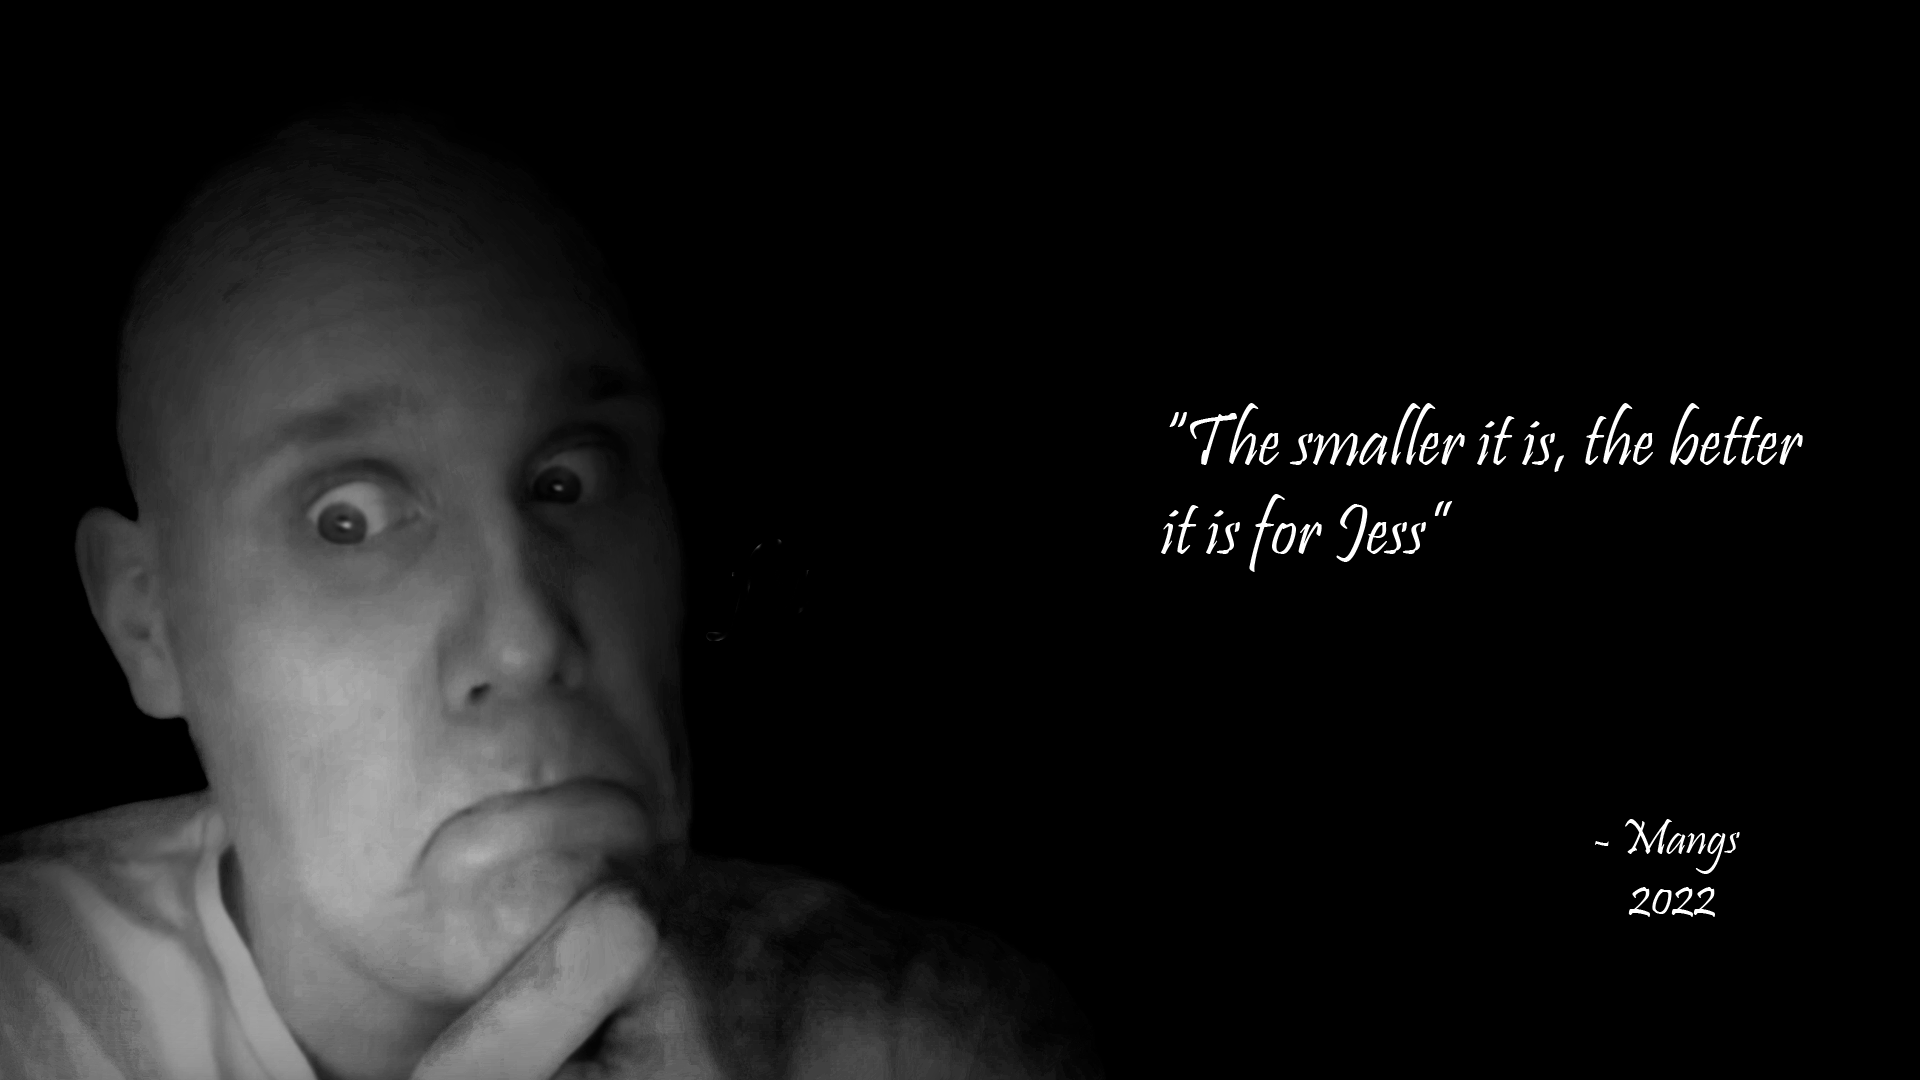 "The smaller it is, the better
it is for Jess"
~ Mangs
2022